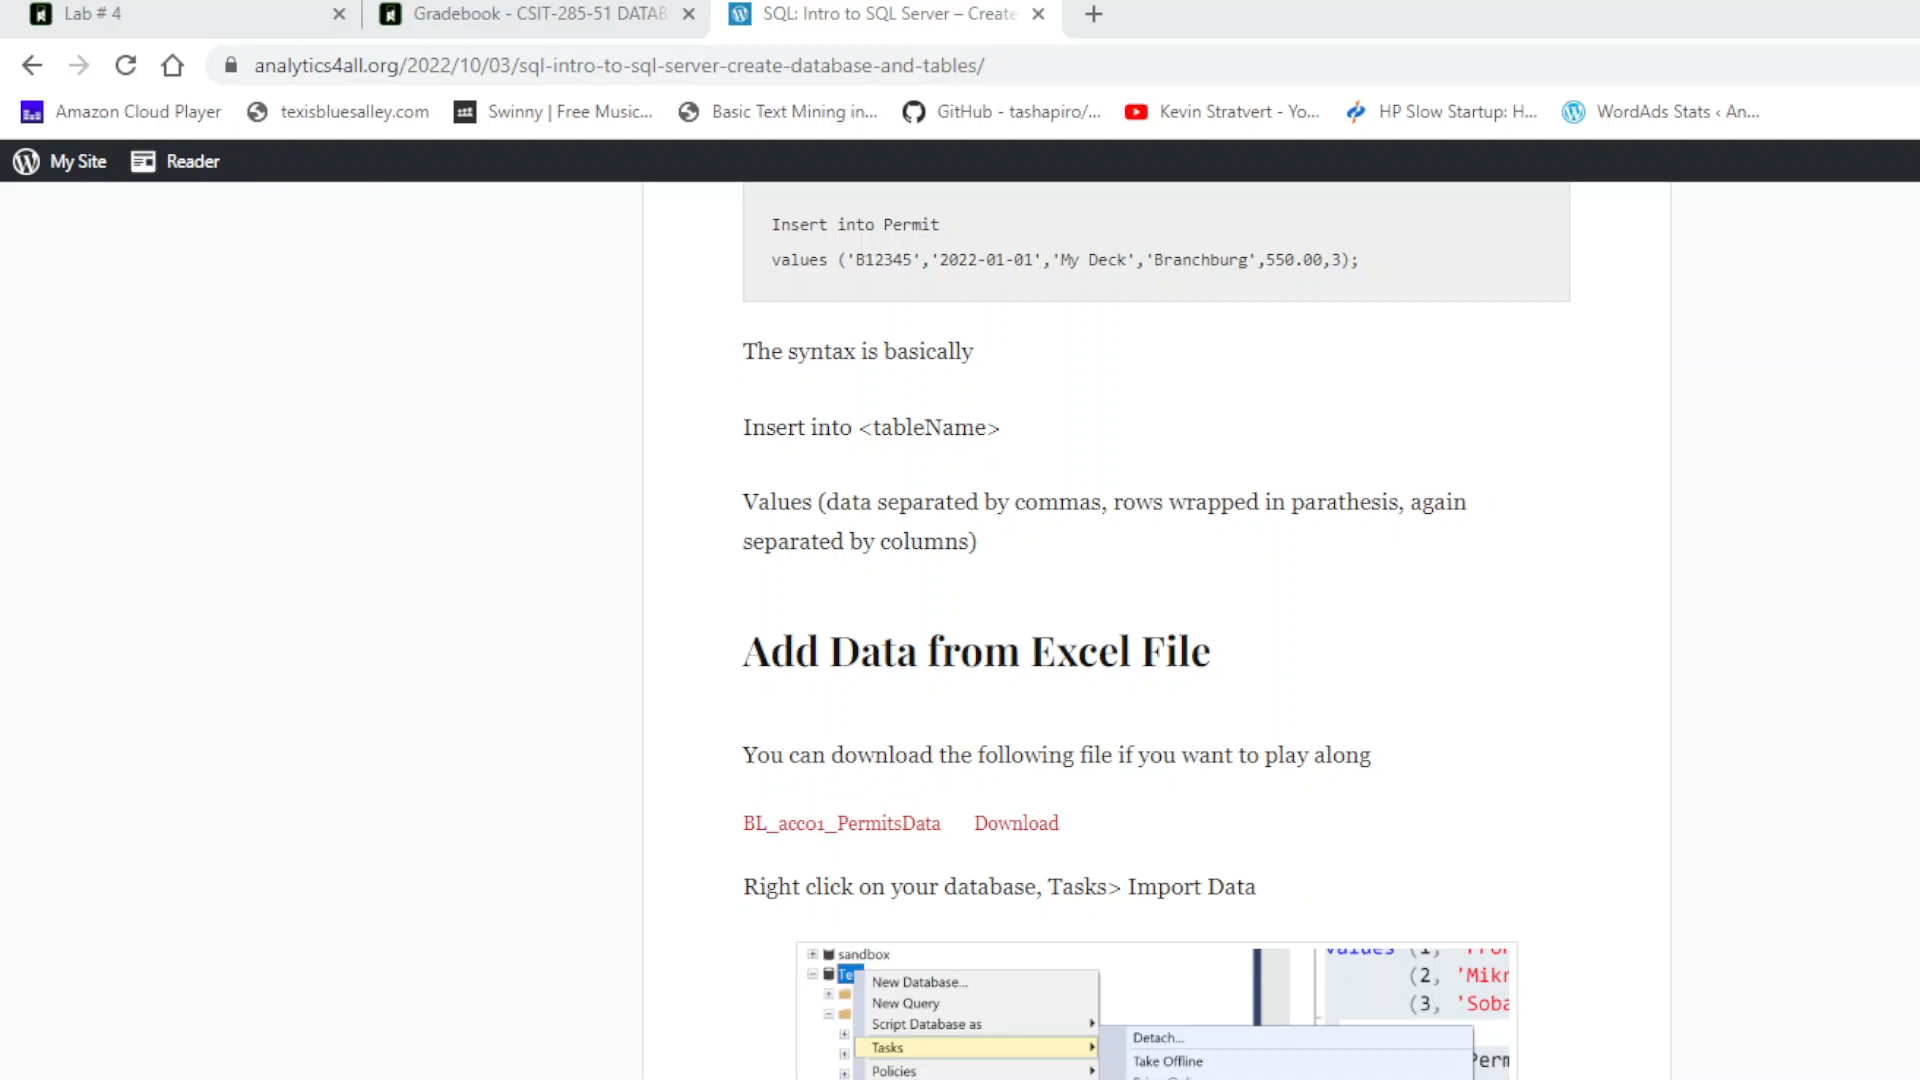 Lab # 4
Gradebook - CSIT-285-51 DATAB
SQL: Intro to SQL Server – Create
analytics4all.org/2022/10/03/sql-intro-to-sql-server-create-database-and-tables/
Amazon Cloud Player
texisbluesalley.com
Swinny | Free Music...
Basic Text Mining in...
GitHub - tashapiro/...
Kevin Stratvert - Yo...
HP Slow Startup: H...
WordAds Stats ‹ An...
My Site
Reader
Insert into Permit
values ('B12345','2022-01-01','My Deck','Branchburg',550.00,3);
The syntax is basically
Insert into <tableName>
Values (data separated by commas, rows wrapped in parathesis, again
separated by columns)
Add Data from Excel File
You can download the following file if you want to play along
BL_acc01_PermitsData Download
Right click on your database, Tasks> Import Data
sandbox
Te
New Database...
New Query
Script Database as
Tasks
Policies
Detach...
Take Offline
values (1,
(2, 'Mikr
(3, 'Soba
Perm